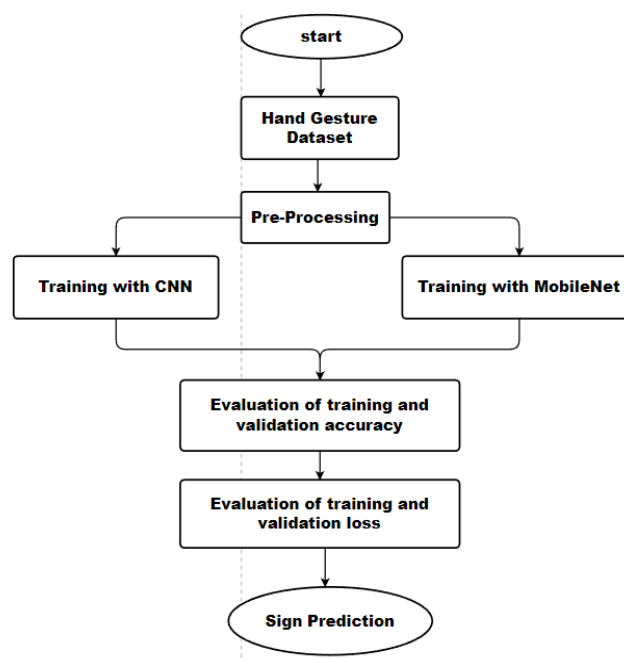 start
Hand Gesture
Dataset
Pre-Processing
Training with CNN
Training with MobileNet
Evaluation of training and
validation accuracy
Evaluation of training and
validation loss
Sign Prediction